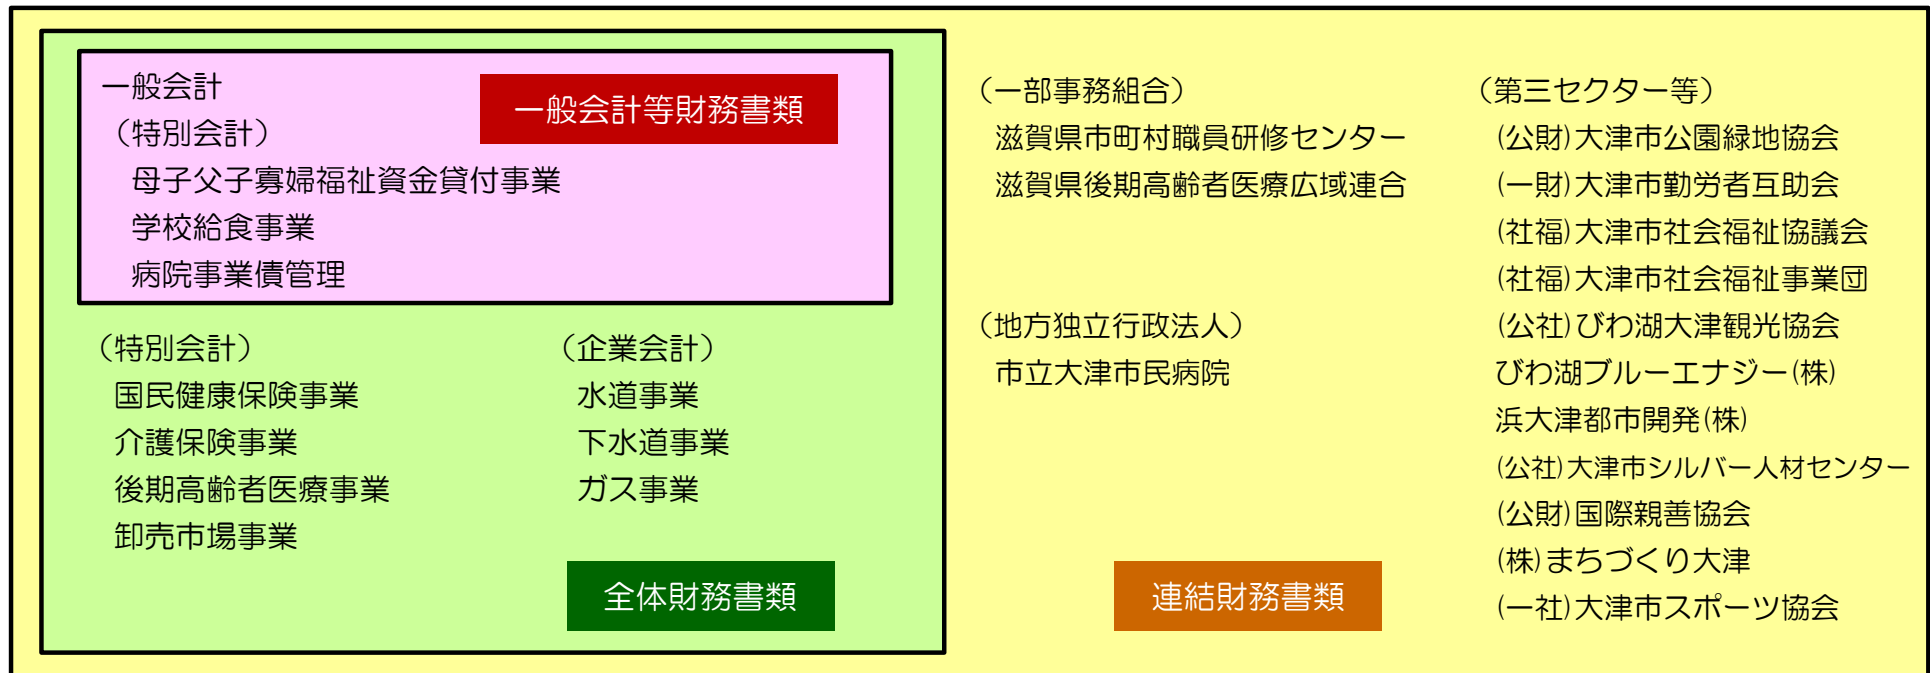 一般会計
一般会計等財務書類
（特別会計）
母子父子寡婦福祉資金貸付事業
学校給食事業
病院事業債管理
（特別会計）
国民健康保険事業
介護保険事業
後期高齢者医療事業
卸売市場事業
（企業会計）
水道事業
下水道事業
ガス事業
全体財務書類
（一部事務組合）
滋賀県市町村職員研修センター
滋賀県後期高齢者医療広域連合
（地方独立行政法人）
市立大津市民病院
連結財務書類
（第三セクター等）
(公財)大津市公園緑地協会
(一財)大津市勤労者互助会
(社福)大津市社会福祉協議会
(社福)大津市社会福祉事業団
(公社)びわ湖大津観光協会
びわ湖ブルーエナジー(株)
浜大津都市開発(株)
(公社)大津市シルバー人材センター
(公財)国際親善協会
(株)まちづくり大津
(一社)大津市スポーツ協会